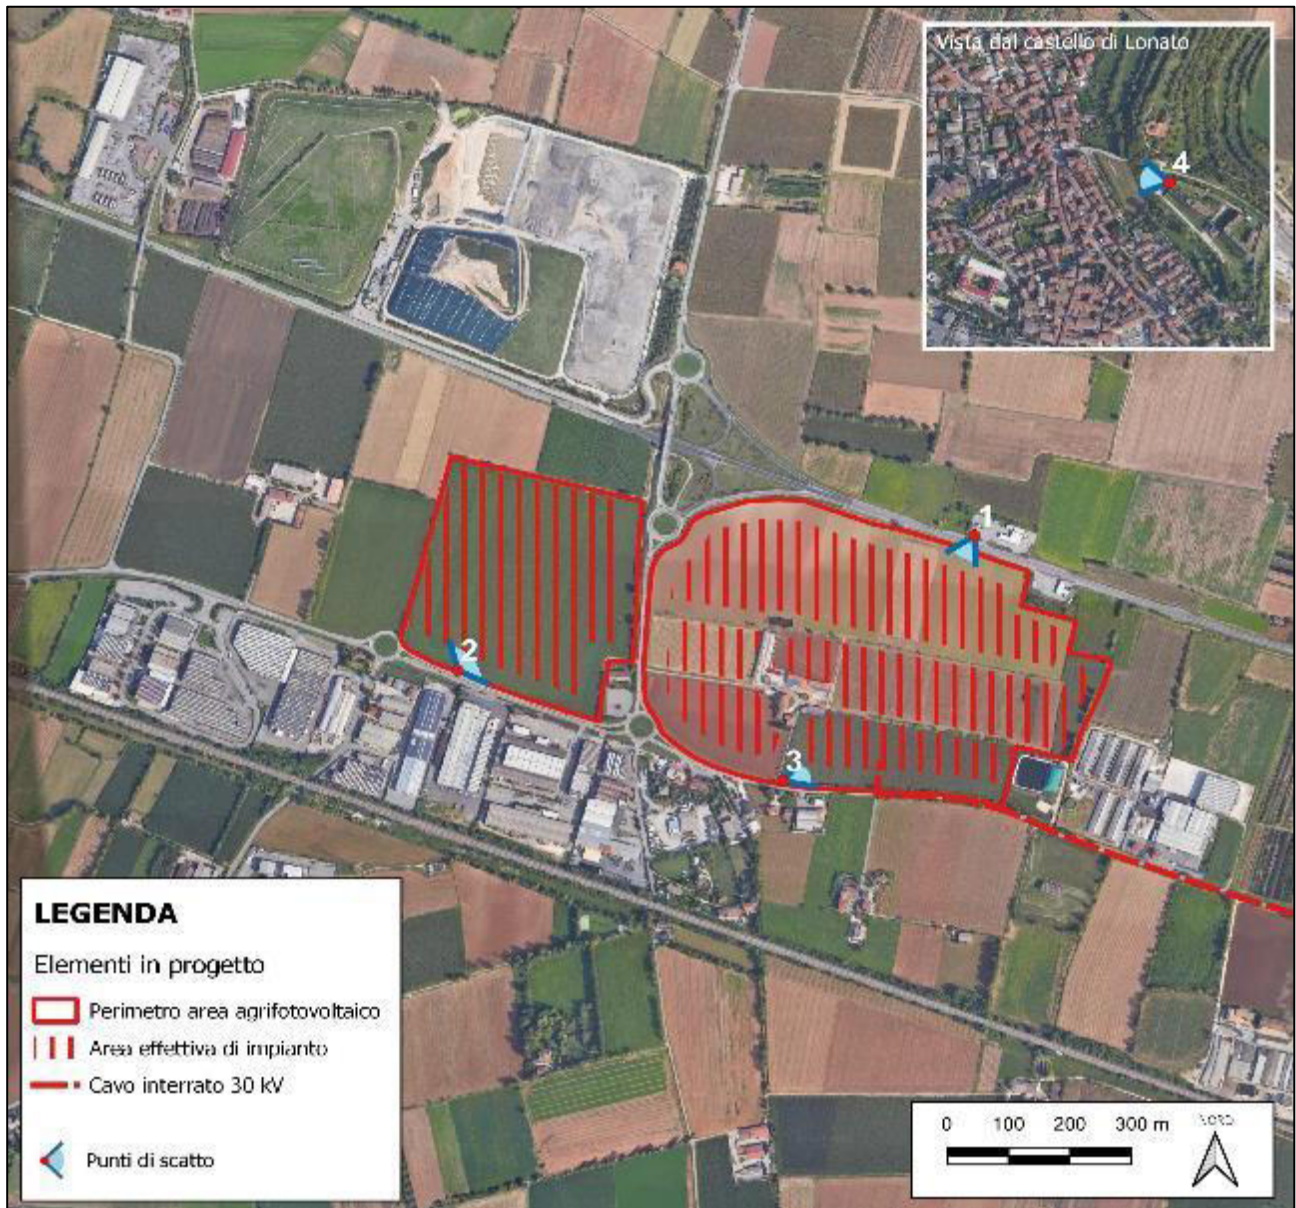 Vista dal castello di Lonato
4
1
2
3
LEGENDA
Elementi in progetto
Perimetro area agrifotovoltaico
Area effettiva di impianto
Cavo interrato 30 kV
Punti di scatto
0 100 200 300 m
NORD